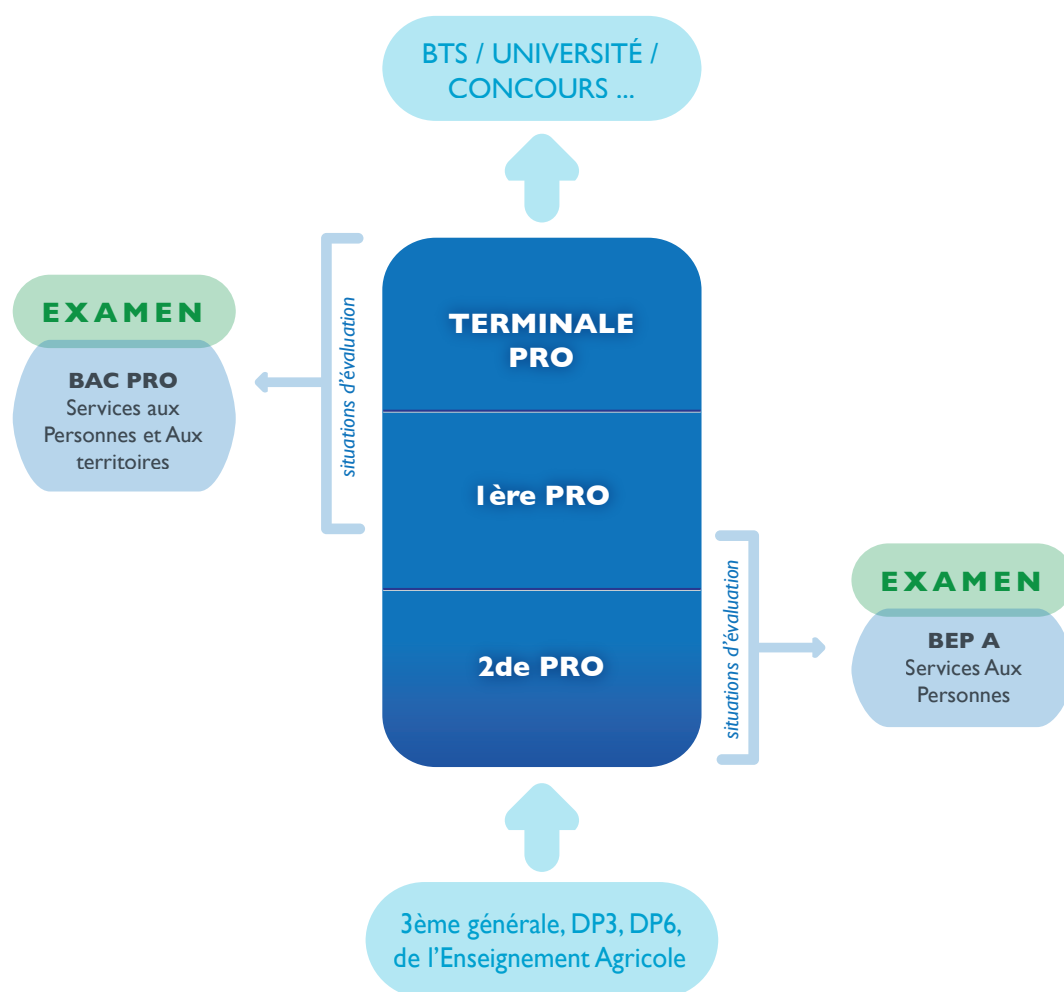 BTS / UNIVERSITÉ /
CONCOURS ...
EXAMEN
BAC PRO
Services aux
Personnes et Aux
territoires
situations d'évaluation
TERMINALE
PRO
1ère PRO
2de PRO
situations d'évaluation
EXAMEN
BEP A
Services Aux
Personnes
3ème générale, DP3, DP6,
de l'Enseignement Agricole